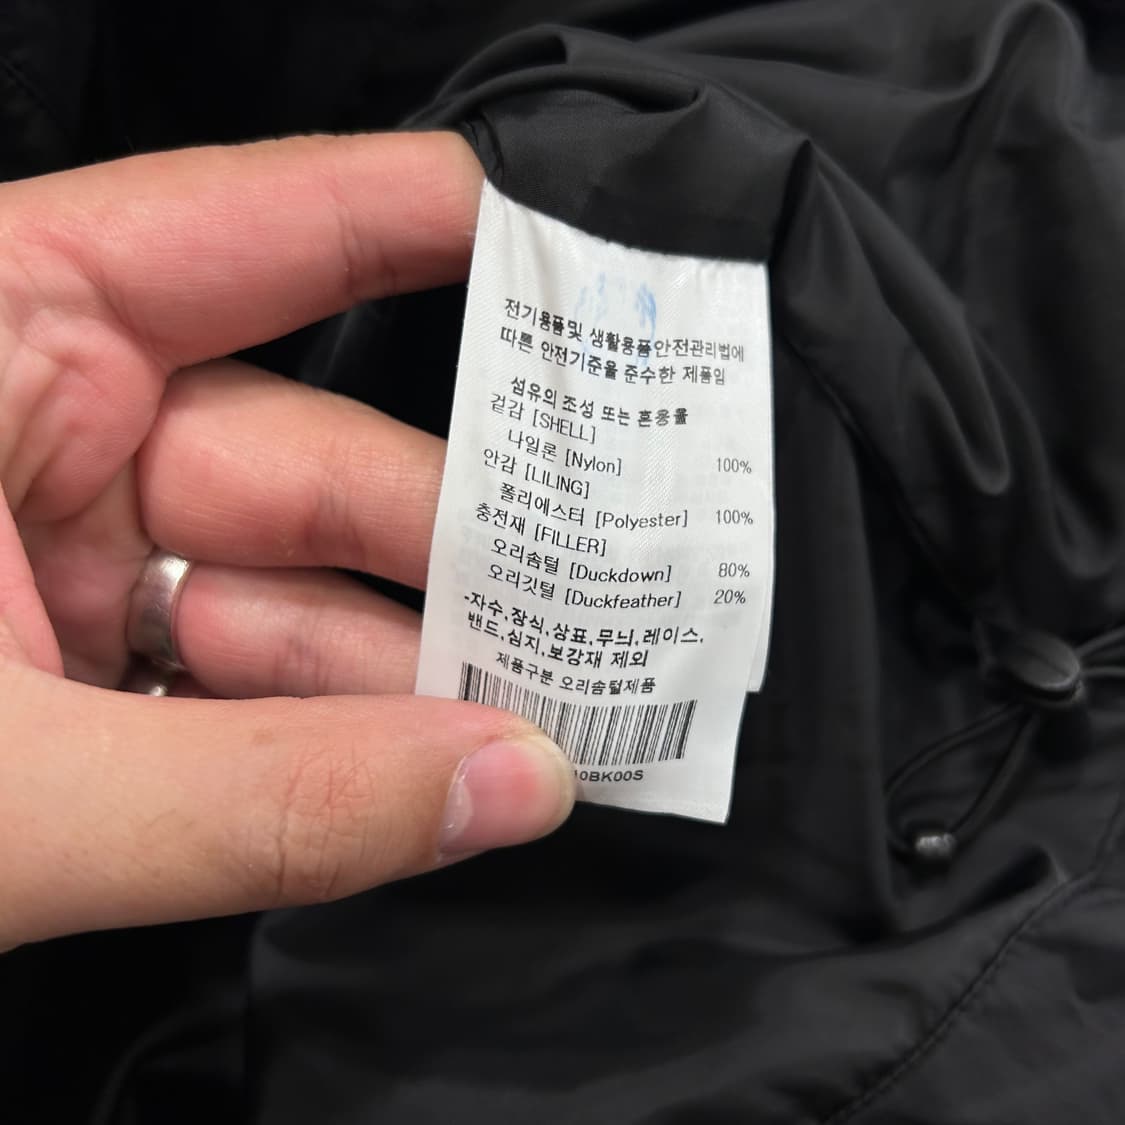 전기용품및 생활용품안전관리법에
따른 안전기준을 준수한 제품임
섬유의 조성 또는 혼용율
겉감 [SHELL]
나일론 [Nylon] 100%
안감 [LILING]
폴리에스터 [Polyester] 100%
충전재 [FILLER]
오리솜털 [Duckdown] 80%
오리깃털 [Duckfeather] 20%
-자수,장식,상표,무늬,레이스,
밴드,심지,보강재 제외
제품구분 오리솜털제품
10BK00S